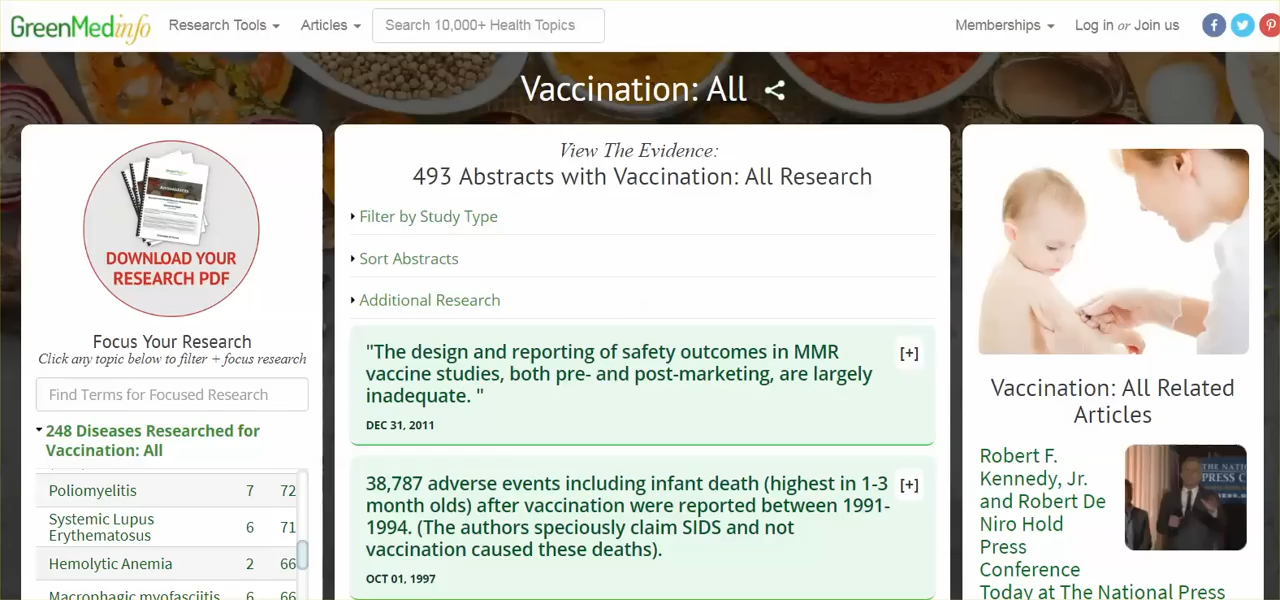 GreenMedinfo
Research Tools
Articles
Search 10,000+ Health Topics
Memberships
Log in or Join us
Vaccination: All
DOWNLOAD YOUR
RESEARCH PDF
Focus Your Research
Click any topic below to filter + focus research
Find Terms for Focused Research
248 Diseases Researched for
Vaccination: All
Poliomyelitis 7 72
Systemic Lupus
Erythematosus 6 71
Hemolytic Anemia 2 66
Macrophagic myofasciitis 6 66
View The Evidence:
493 Abstracts with Vaccination: All Research
Filter by Study Type
Sort Abstracts
Additional Research
"The design and reporting of safety outcomes in MMR [+]
vaccine studies, both pre- and post-marketing, are largely
inadequate. "
DEC 31, 2011
38,787 adverse events including infant death (highest in 1-3 [+]
month olds) after vaccination were reported between 1991-
1994. (The authors speciously claim SIDS and not
vaccination caused these deaths).
OCT 01, 1997
Vaccination: All Related
Articles
Robert F.
Kennedy, Jr.
and Robert De
Niro Hold
Press
Conference
Today at The National Press